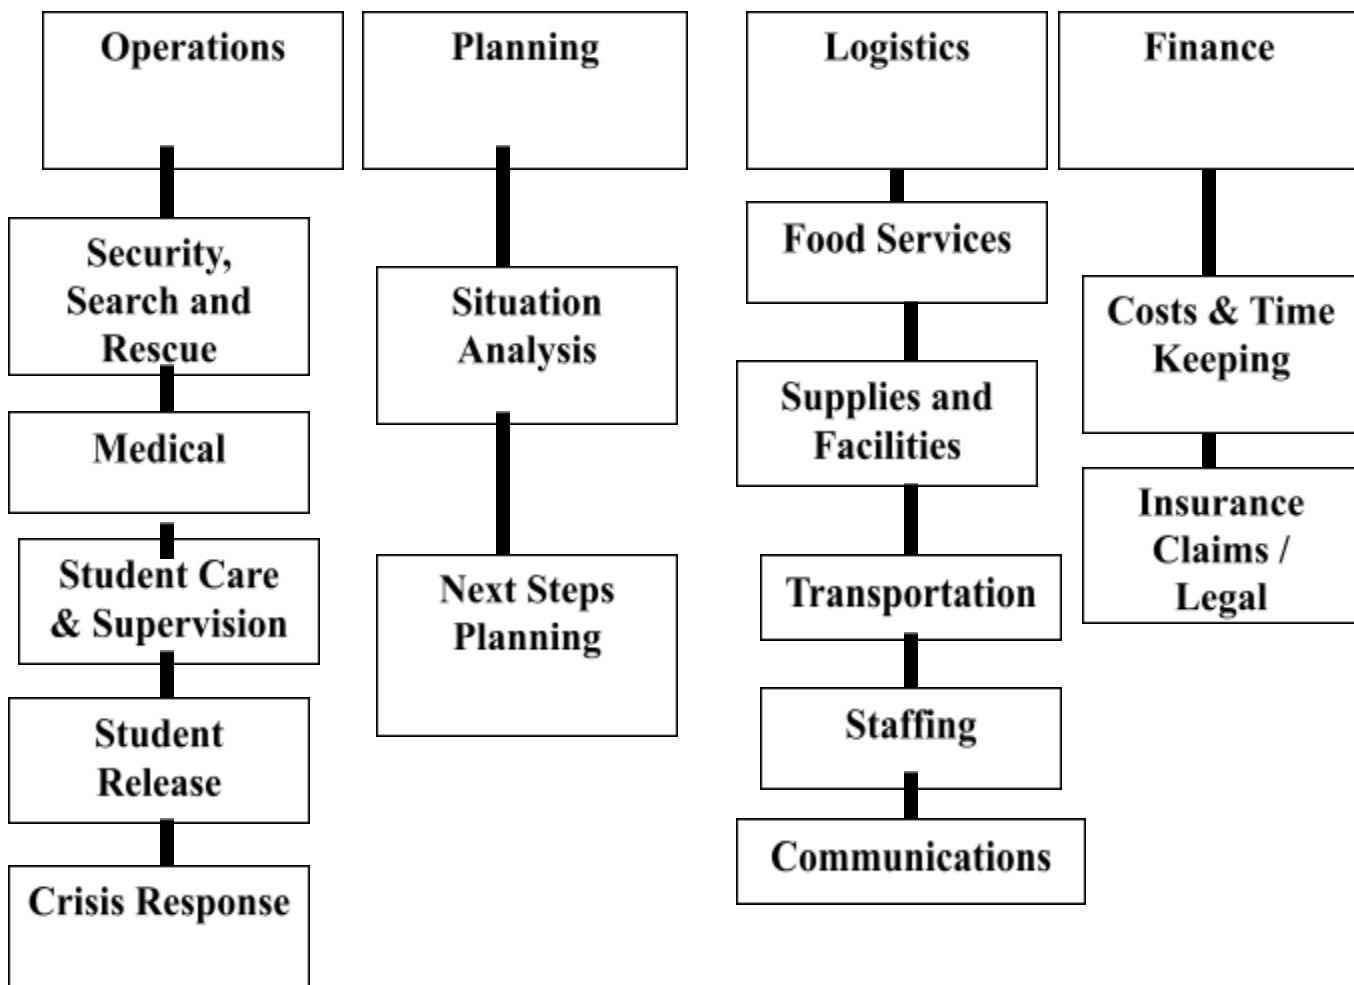 Operations
Security,
Search and
Rescue
Medical
Student Care
& Supervision
Student
Release
Crisis Response
Planning
Situation
Analysis
Next Steps
Planning
Logistics
Food Services
Supplies and
Facilities
Transportation
Staffing
Communications
Finance
Costs & Time
Keeping
Insurance
Claims /
Legal